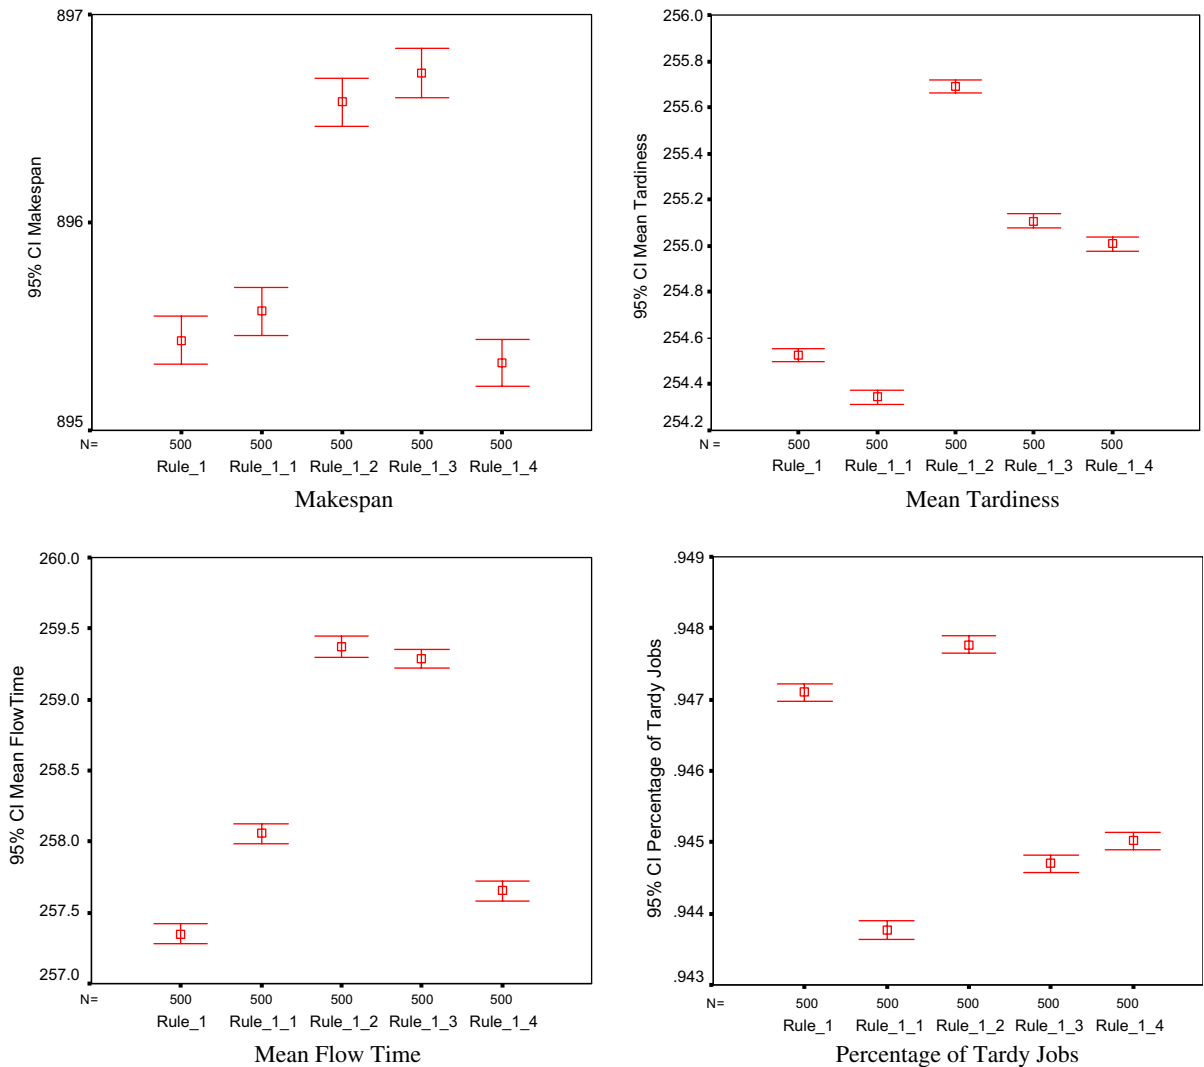 897
896
895
95% CI Makespan
N= 500 500 500 500 500
Rule_1 Rule_1_1 Rule_1_2 Rule_1_3 Rule_1_4
Makespan
256.0
255.8
255.6
255.4
255.2
255.0
254.8
254.6
254.4
254.2
95% CI Mean Tardiness
N = 500 500 500 500 500
Rule_1 Rule_1_1 Rule_1_2 Rule_1_3 Rule_1_4
Mean Tardiness
260.0
259.5
259.0
258.5
258.0
257.5
257.0
95% CI Mean FlowTime
N= 500 500 500 500 500
Rule_1 Rule_1_1 Rule_1_2 Rule_1_3 Rule_1_4
Mean Flow Time
.949
.948
.947
.946
.945
.944
.943
95% CI Percentage of Tardy Jobs
N= 500 500 500 500 500
Rule_1 Rule_1_1 Rule_1_2 Rule_1_3 Rule_1_4
Percentage of Tardy Jobs